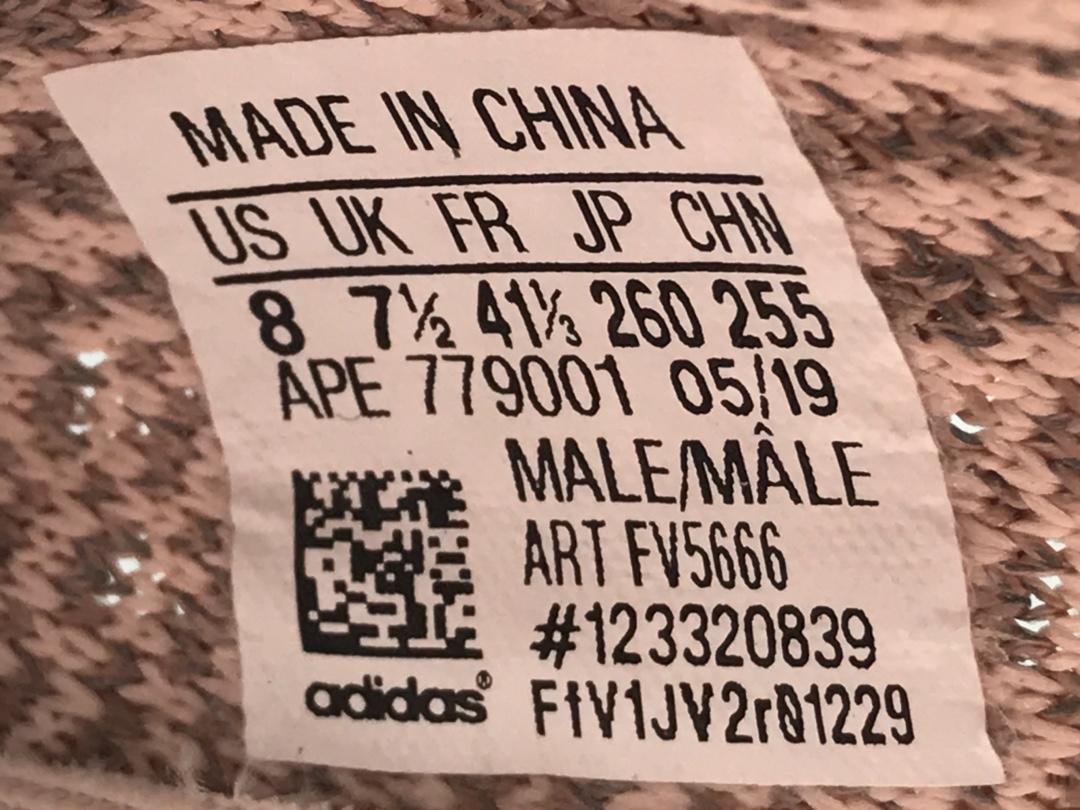 MADE IN CHINA
US UK FR JP CHN
8 7½ 41⅓ 260 255
APE 779001 05/19
MALE/MÂLE
ART FV5666
#123320839
adidas®